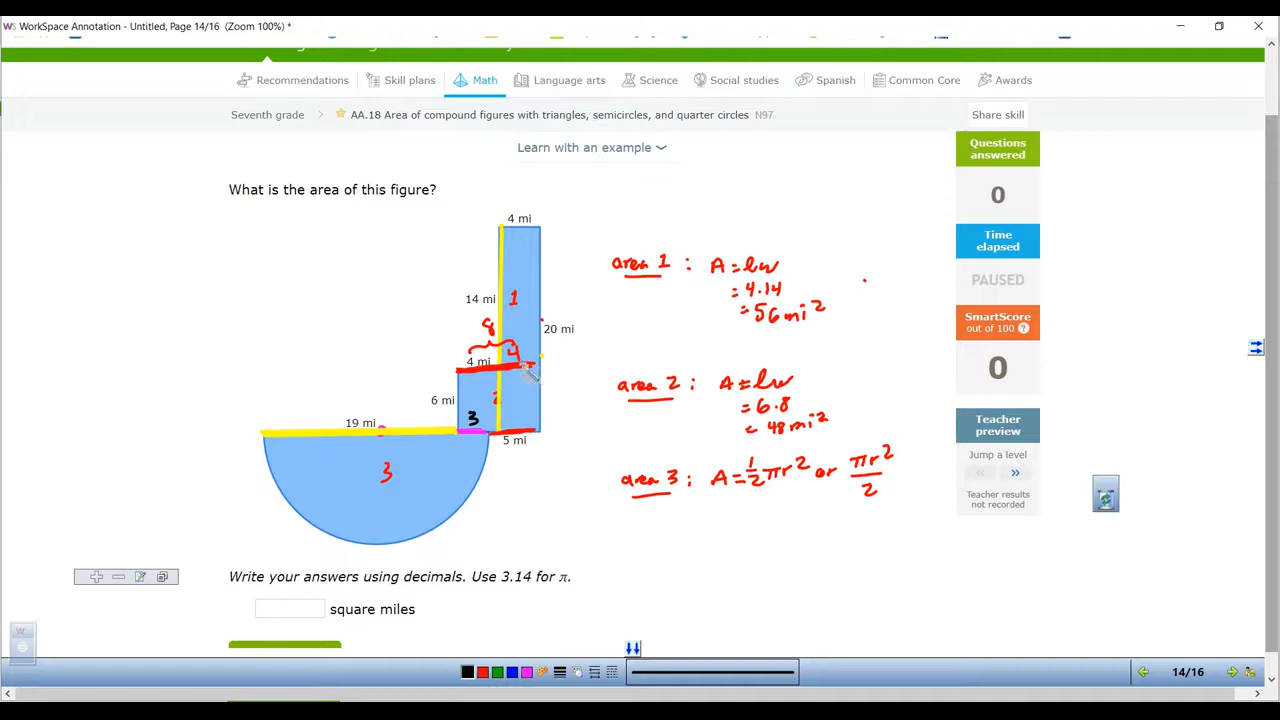 WorkSpace Annotation - Untitled, Page 14/16 (Zoom 100%) *
Recommendations Skill plans Math Language arts Science Social studies Spanish Common Core Awards
Seventh grade > AA.18 Area of compound figures with triangles, semicircles, and quarter circles N97
Share skill
Learn with an example
Questions answered
0
Time elapsed
PAUSED
SmartScore
out of 100 ?
0
Teacher preview
Jump a level
Teacher results not recorded
What is the area of this figure?
4 mi
14 mi
1
20 mi
8
4 mi
4
6 mi
2
3
19 mi
5 mi
3
area 1 : A = lw
= 4.14
= 56 mi²
area 2 : A = lw
= 6.8
= 48 mi²
area 3 : A = 1/2 πr² or πr²/2
Write your answers using decimals. Use 3.14 for π.
square miles
14/16